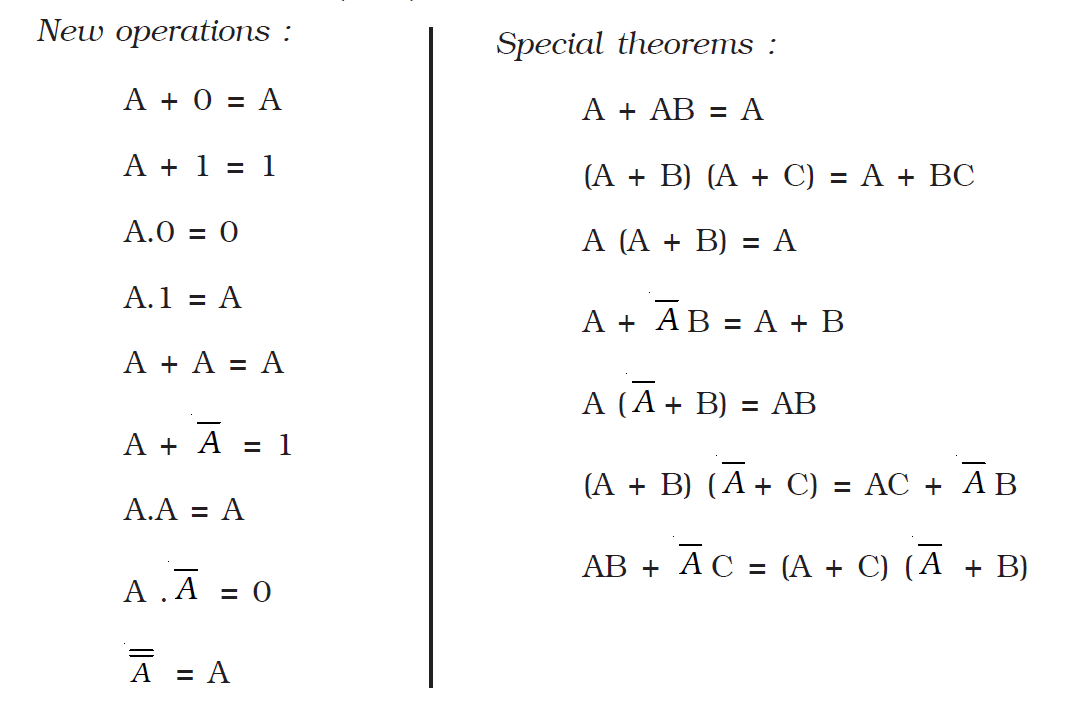 New operations :
A + 0 = A
A + 1 = 1
A.0 = 0
A.1 = A
A + A = A
A + A̅ = 1
A.A = A
A . A̅ = 0
A̿ = A
Special theorems :
A + AB = A
(A + B) (A + C) = A + BC
A (A + B) = A
A + A̅ B = A + B
A ( A̅ + B) = AB
(A + B) ( A̅ + C) = AC + A̅ B
AB + A̅ C = (A + C) ( A̅ + B)